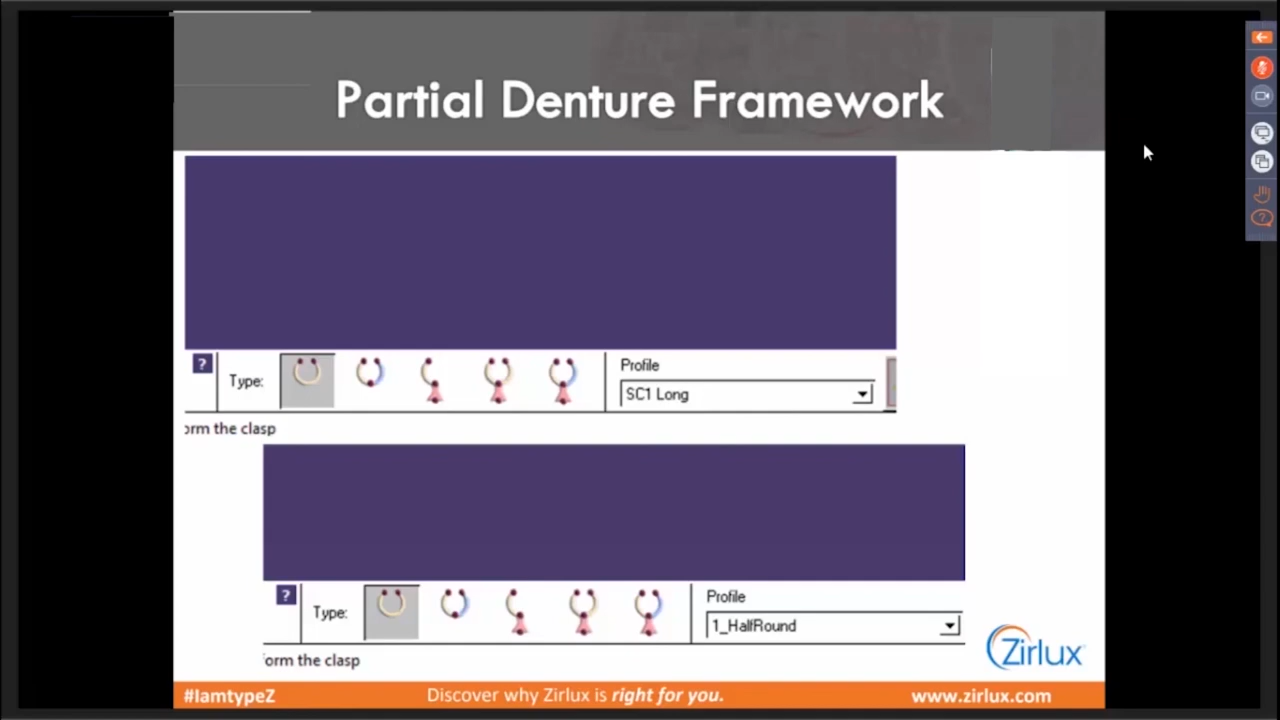 Partial Denture Framework
?
Type:
Profile
SC1 Long
orm the clasp
?
Type:
Profile
1_HalfRound
orm the clasp
Zirlux
#IamtypeZ
Discover why Zirlux is right for you.
www.zirlux.com